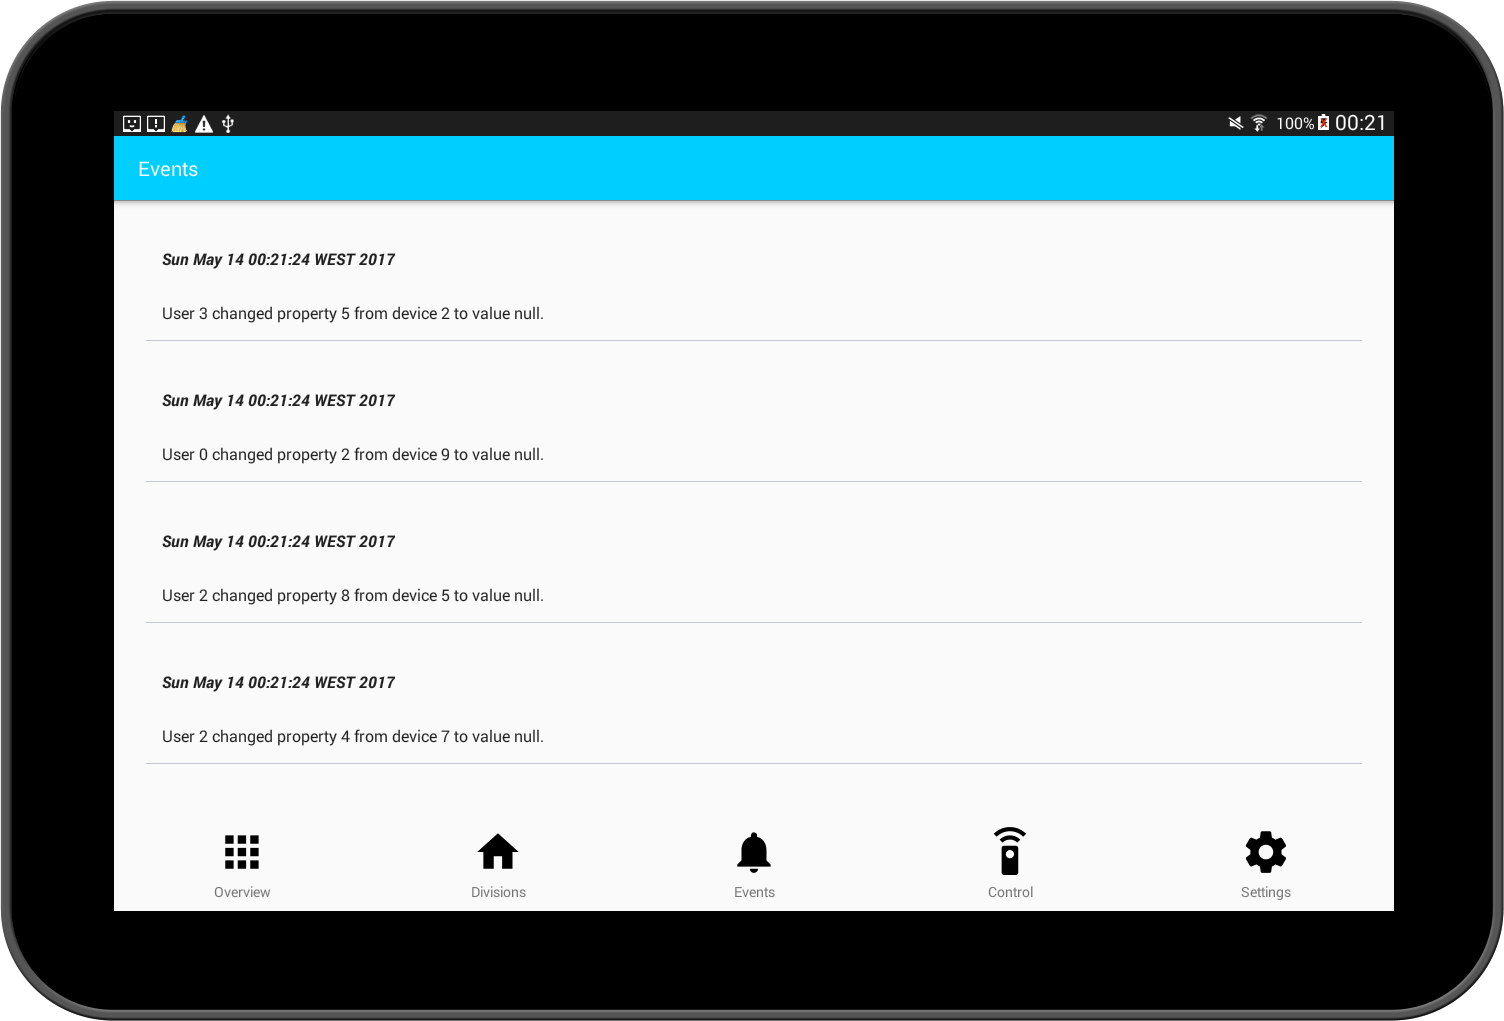 100% 00:21
Events
Sun May 14 00:21:24 WEST 2017
User 3 changed property 5 from device 2 to value null.
Sun May 14 00:21:24 WEST 2017
User 0 changed property 2 from device 9 to value null.
Sun May 14 00:21:24 WEST 2017
User 2 changed property 8 from device 5 to value null.
Sun May 14 00:21:24 WEST 2017
User 2 changed property 4 from device 7 to value null.
Overview Divisions Events Control Settings